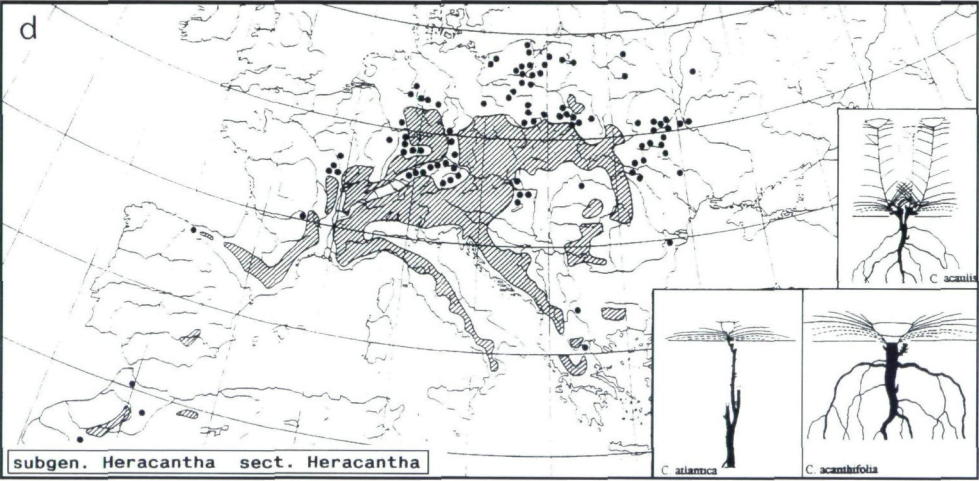 d
C acaulis
C atlantica
C. acanthifolia
subgen. Heracantha sect. Heracantha